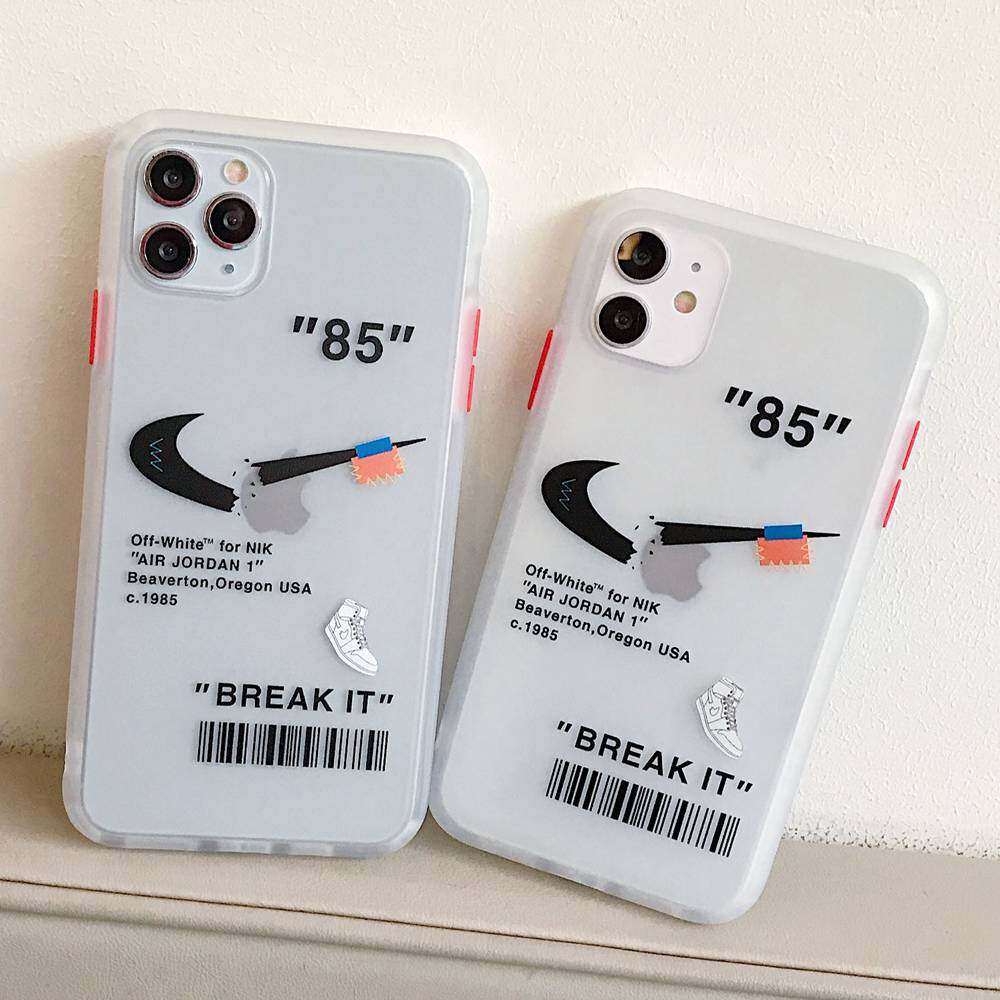 "85"
Off-White™ for NIK
"AIR JORDAN 1"
Beaverton,Oregon USA
c.1985
"BREAK IT"
"85"
Off-White™ for NIK
"AIR JORDAN 1"
Beaverton,Oregon USA
c.1985
"BREAK IT"